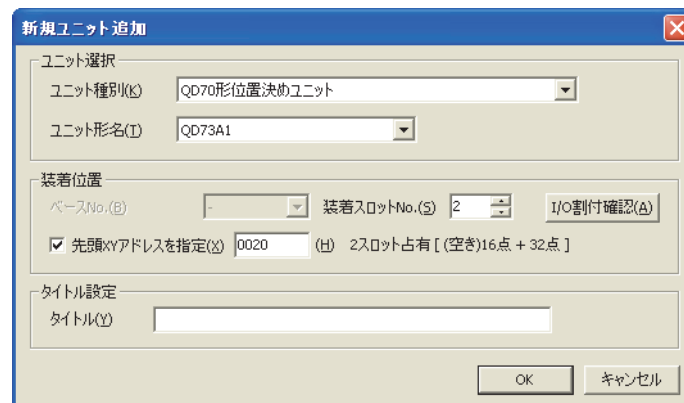 新規ユニット追加
ユニット選択
ユニット種別(K) QD70形位置決めユニット
ユニット形名(T) QD73A1
装着位置
ベースNo.(B) - 装着スロットNo.(S) 2 I/O割付確認(A)
先頭XYアドレスを指定(X) 0020 (H) 2スロット占有 [ (空き)16点 + 32点 ]
タイトル設定
タイトル(Y)
OK キャンセル